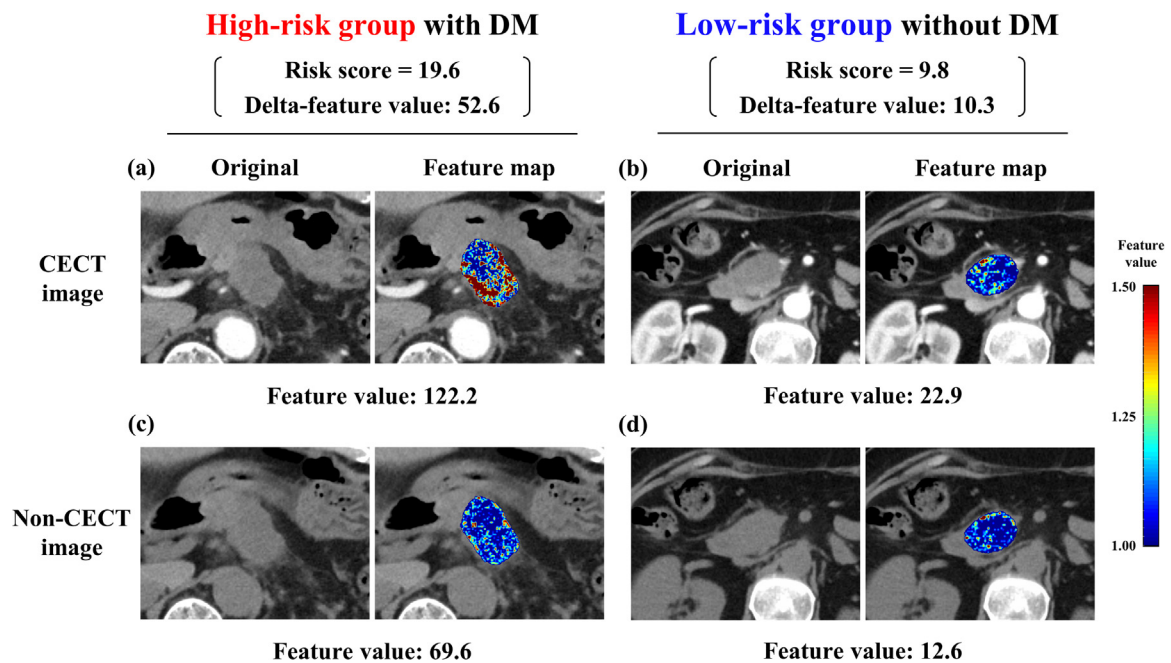 High-risk group with DM
Risk score = 19.6
Delta-feature value: 52.6
Low-risk group without DM
Risk score = 9.8
Delta-feature value: 10.3
(a)
Original
Feature map
(b)
Original
Feature map
CECT
image
Feature value: 122.2
Feature value: 22.9
Feature
value
1.50
1.25
1.00
(c)
(d)
Non-CECT
image
Feature value: 69.6
Feature value: 12.6